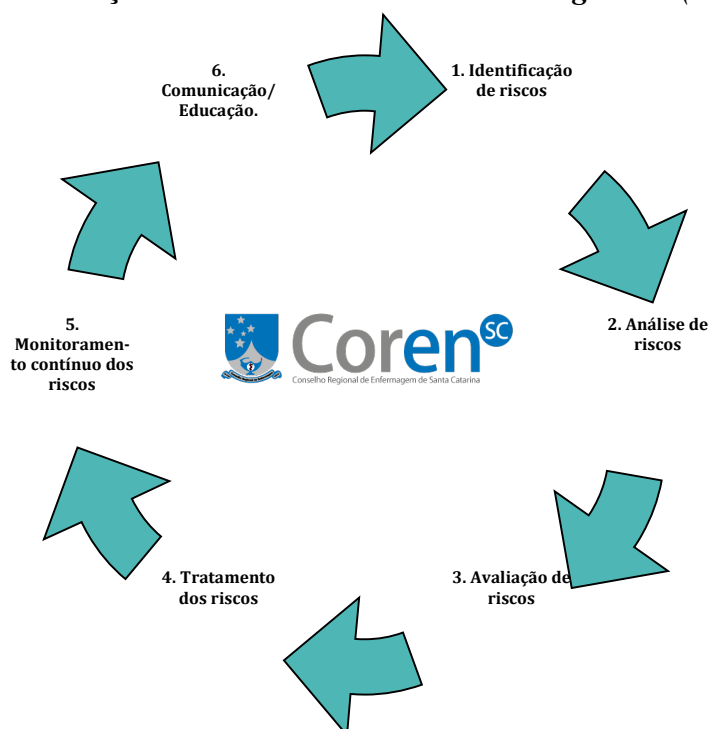 6.
Comunicação/
Educação.
1. Identificação
de riscos
2. Análise de
riscos
3. Avaliação de
riscos
4. Tratamento
dos riscos
5.
Monitoramen-
to contínuo dos
riscos
Coren SC
Conselho Regional de Enfermagem de Santa Catarina